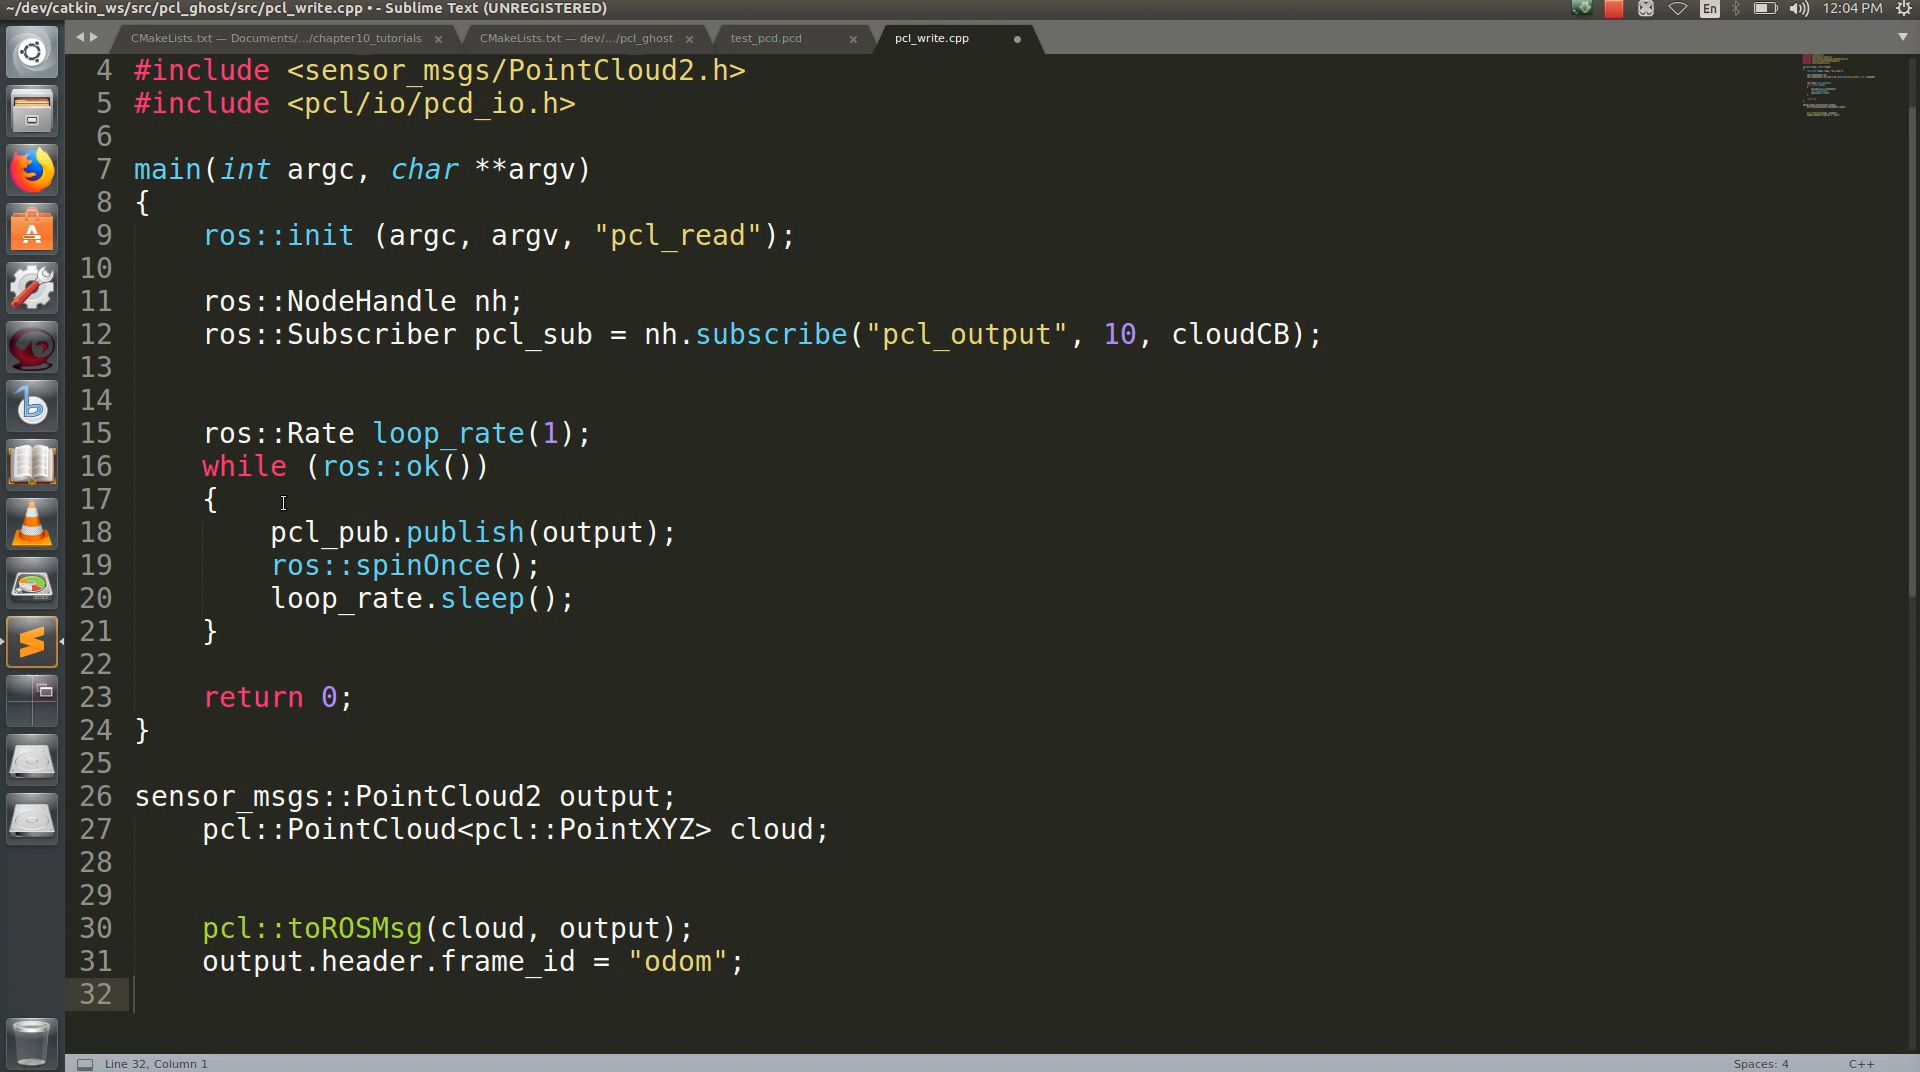 ~/dev/catkin_ws/src/pcl_ghost/src/pcl_write.cpp • - Sublime Text (UNREGISTERED)
En
12:04 PM
CMakeLists.txt — Documents/.../chapter10_tutorials
CMakeLists.txt — dev/.../pcl_ghost
test_pcd.pcd
pcl_write.cpp
4 #include <sensor_msgs/PointCloud2.h>
5 #include <pcl/io/pcd_io.h>
6
7 main(int argc, char **argv)
8 {
9     ros::init (argc, argv, "pcl_read");
10
11     ros::NodeHandle nh;
12     ros::Subscriber pcl_sub = nh.subscribe("pcl_output", 10, cloudCB);
13
14
15     ros::Rate loop_rate(1);
16     while (ros::ok())
17     {
18         pcl_pub.publish(output);
19         ros::spinOnce();
20         loop_rate.sleep();
21     }
22
23     return 0;
24 }
25
26 sensor_msgs::PointCloud2 output;
27     pcl::PointCloud<pcl::PointXYZ> cloud;
28
29
30     pcl::toROSMsg(cloud, output);
31     output.header.frame_id = "odom";
32
Line 32, Column 1
Spaces: 4
C++